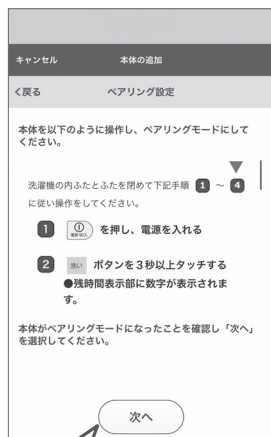 キャンセル 本体の追加
く戻る ペアリング設定
本体を以下のように操作し、ペアリングモードにして
ください。
洗濯機の内ふたとふたを閉めて下記手順 1 ~ 4
に従い操作をしてください。
1 電源 切/入 を押し、電源を入れる
2 洗い ボタンを3秒以上タッチする
●残時間表示部に数字が表示されま
す。
本体がペアリングモードになったことを確認し「次へ」
を選択してください。
次へ